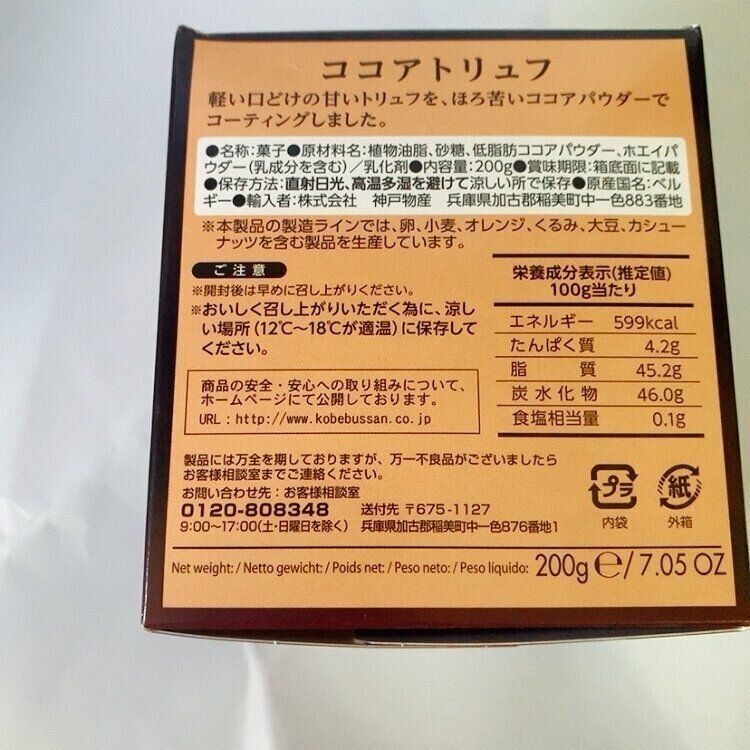 ココアトリュフ
軽い口どけの甘いトリュフを、ほろ苦いココアパウダーで
コーティングしました。
●名称:菓子●原材料名:植物油脂、砂糖、低脂肪ココアパウダー、ホエイパ
ウダー(乳成分を含む)/乳化剤●内容量:200g●賞味期限:箱底面に記載
●保存方法:直射日光、高温多湿を避けて涼しい所で保存●原産国名:ベル
ギー●輸入者:株式会社 神戸物産 兵庫県加古郡稲美町中一色883番地
※本製品の製造ラインでは、卵、小麦、オレンジ、くるみ、大豆、カシュー
ナッツを含む製品を生産しています。
ご注意
※開封後は早めに召し上がりください。
※おいしく召し上がりいただく為に、涼し
い場所(12℃〜18℃が適温)に保存して
ください。
商品の安全・安心への取り組みについて、
ホームページにて公開しております。
URL:http://www.kobebussan.co.jp
栄養成分表示(推定値)
100g当たり
エネルギー 599kcal
たんぱく質 4.2g
脂質 45.2g
炭水化物 46.0g
食塩相当量 0.1g
製品には万全を期しておりますが、万一不良品がございましたら
お客様相談室までご連絡ください。
お問い合わせ先:お客様相談室
0120-808348 送付先 〒675-1127
9:00〜17:00(土・日曜日を除く) 兵庫県加古郡稲美町中一色876番地1
プラ
内袋
紙
外箱
Net weight: / Netto gewicht: / Poids net: / Peso neto: / Peso líquido: 200g ℮ / 7.05 OZ